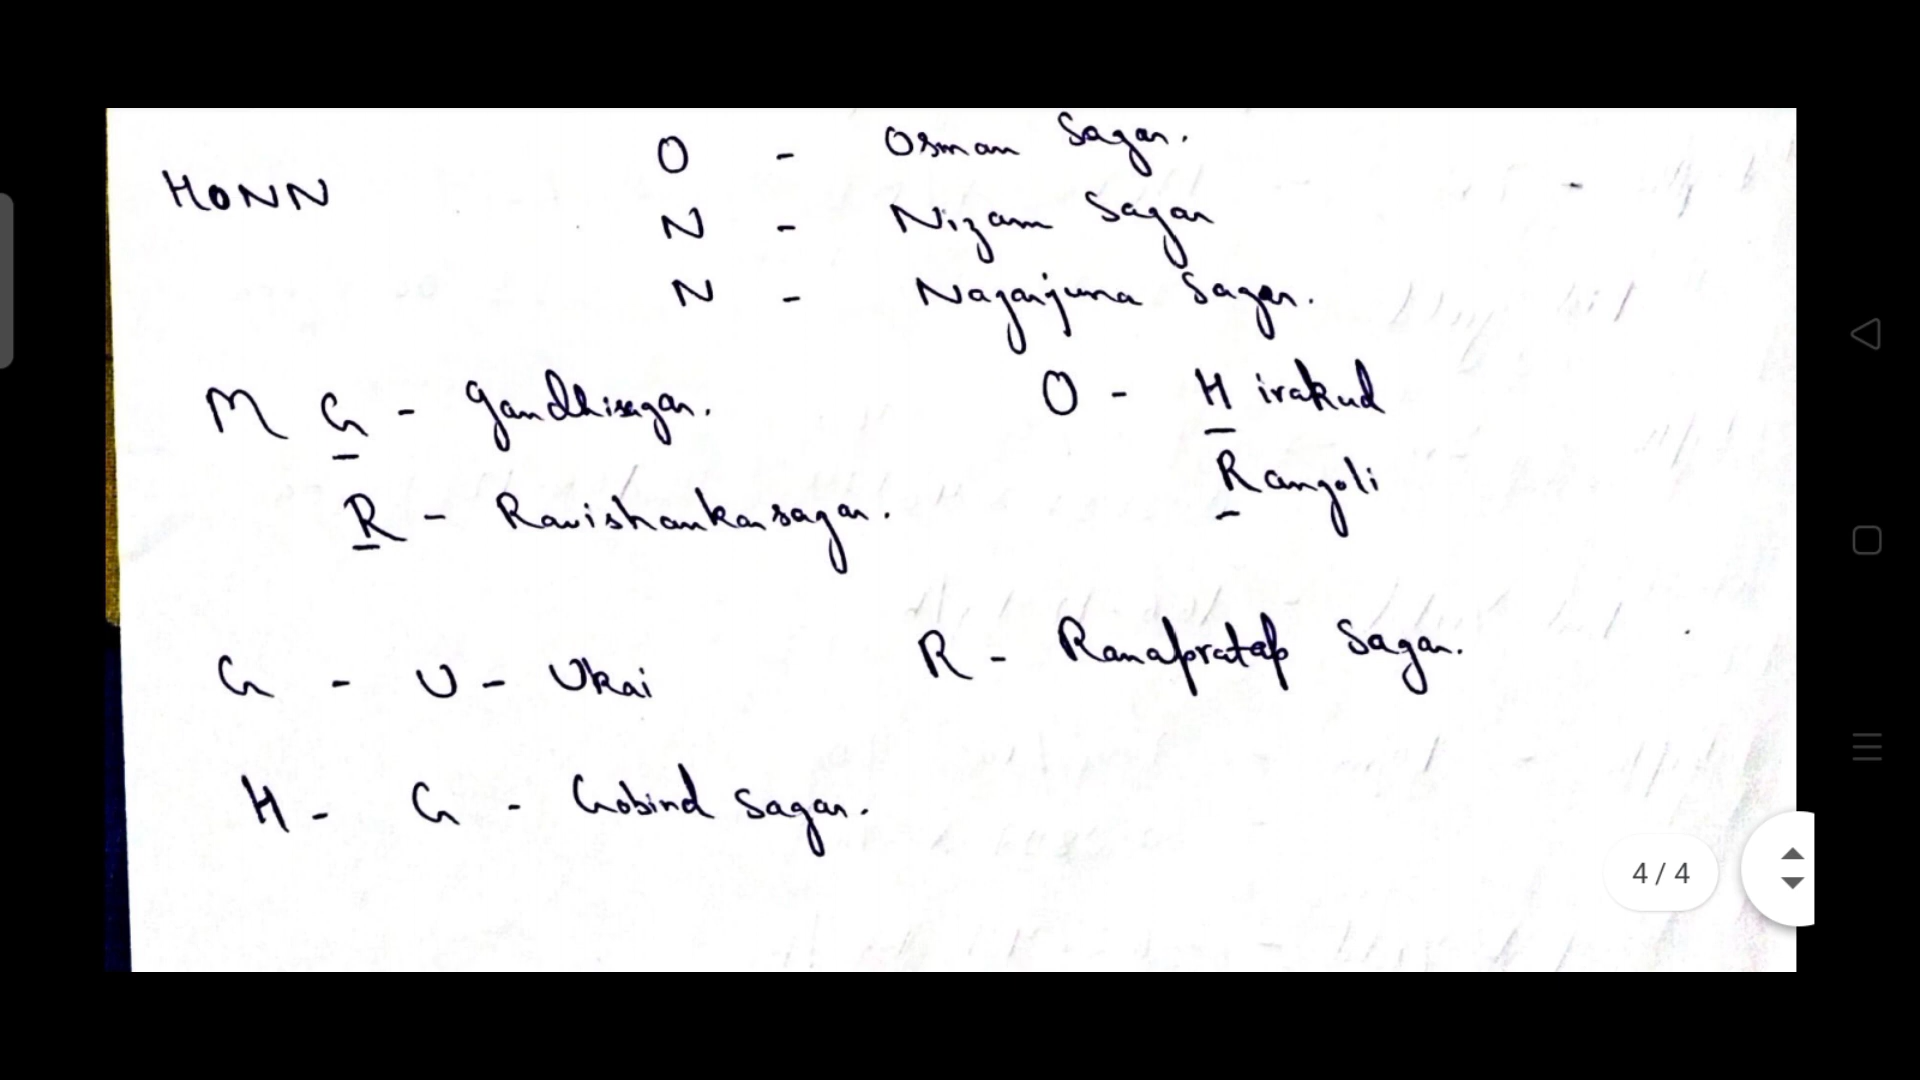 O - Osman Sagar.
HONN
N - Nizam Sagar
N - Nagarjuna Sagar.
M G - Gandhisagar.
O - Hirakud
Rangoli
R - Ravishankarsagar.
G - U - Ukai
R - Ranapratap Sagar.
H - G - Gobind Sagar.
4 / 4